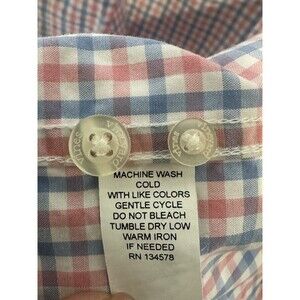 MACHINE WASH
COLD
WITH LIKE COLORS
GENTLE CYCLE
DO NOT BLEACH
TUMBLE DRY LOW
WARM IRON
IF NEEDED
RN 134578